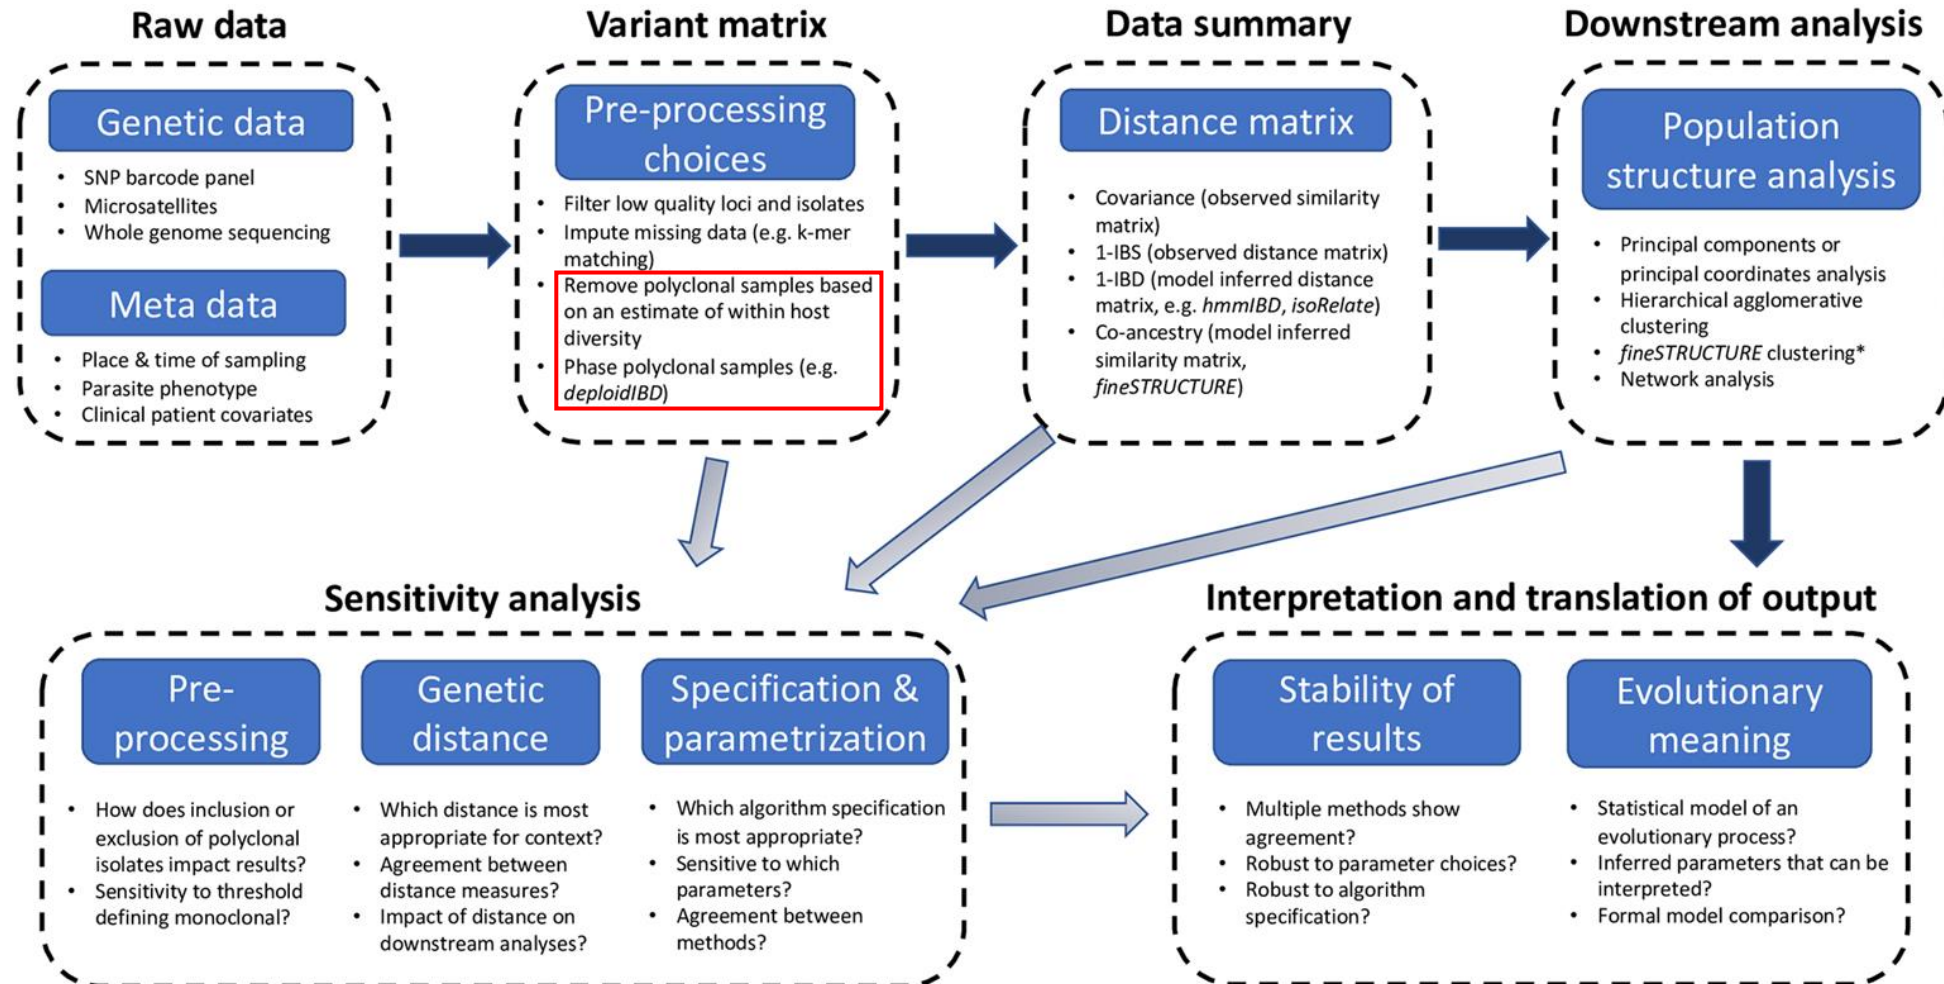 Raw data
Genetic data
• SNP barcode panel
• Microsatellites
• Whole genome sequencing
Meta data
• Place & time of sampling
• Parasite phenotype
• Clinical patient covariates
Variant matrix
Pre-processing
choices
• Filter low quality loci and isolates
• Impute missing data (e.g. k-mer
matching)
• Remove polyclonal samples based
on an estimate of within host
diversity
• Phase polyclonal samples (e.g.
deploidIBD)
Data summary
Distance matrix
• Covariance (observed similarity
matrix)
• 1-IBS (observed distance matrix)
• 1-IBD (model inferred distance
matrix, e.g. hmmIBD, isoRelate)
• Co-ancestry (model inferred
similarity matrix,
fineSTRUCTURE)
Downstream analysis
Population
structure analysis
• Principal components or
principal coordinates analysis
• Hierarchical agglomerative
clustering
• fineSTRUCTURE clustering*
• Network analysis
Sensitivity analysis
Pre-
processing
• How does inclusion or
exclusion of polyclonal
isolates impact results?
• Sensitivity to threshold
defining monoclonal?
Genetic
distance
• Which distance is most
appropriate for context?
• Agreement between
distance measures?
• Impact of distance on
downstream analyses?
Specification &
parametrization
• Which algorithm specification
is most appropriate?
• Sensitive to which
parameters?
• Agreement between
methods?
Interpretation and translation of output
Stability of
results
• Multiple methods show
agreement?
• Robust to parameter choices?
• Robust to algorithm
specification?
Evolutionary
meaning
• Statistical model of an
evolutionary process?
• Inferred parameters that can be
interpreted?
• Formal model comparison?